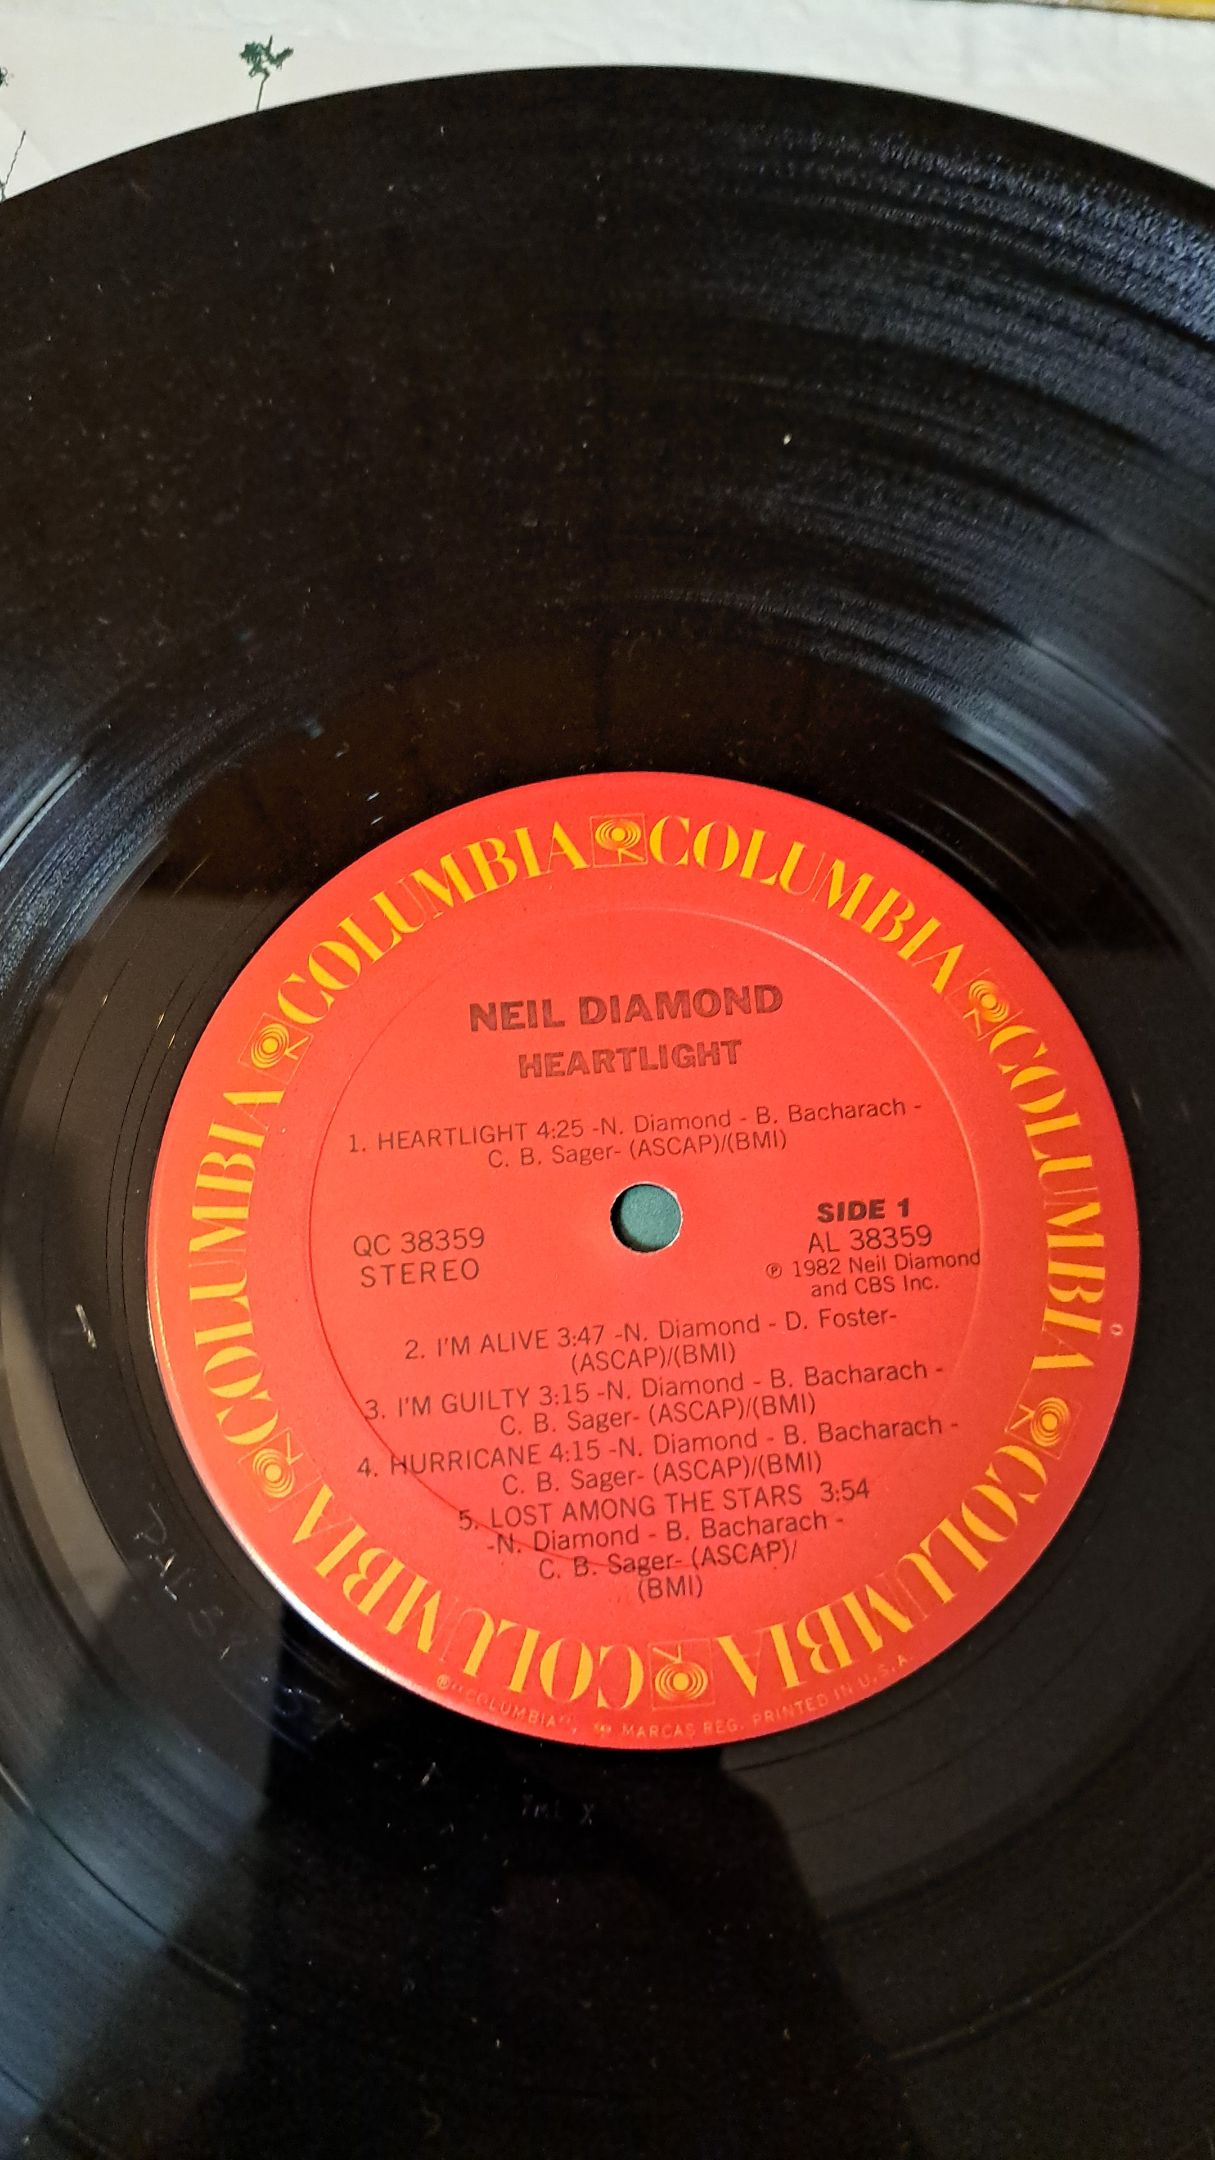 COLUMBIA COLUMBIA COLUMBIA COLUMBIA COLUMBIA COLUMBIA COLUMBIA
NEIL DIAMOND
HEARTLIGHT
1. HEARTLIGHT 4:25 -N. Diamond - B. Bacharach -
C. B. Sager- (ASCAP)/(BMI)
QC 38359
STEREO
SIDE 1
AL 38359
℗ 1982 Neil Diamond
and CBS Inc.
2. I'M ALIVE 3:47 -N. Diamond - D. Foster-
(ASCAP)/(BMI)
3. I'M GUILTY 3:15 -N. Diamond - B. Bacharach -
C. B. Sager- (ASCAP)/(BMI)
4. HURRICANE 4:15 -N. Diamond - B. Bacharach -
C. B. Sager- (ASCAP)/(BMI)
5. LOST AMONG THE STARS 3:54
-N. Diamond - B. Bacharach -
C. B. Sager- (ASCAP)/
(BMI)
"COLUMBIA", MARCAS REG. PRINTED IN U.S.A.